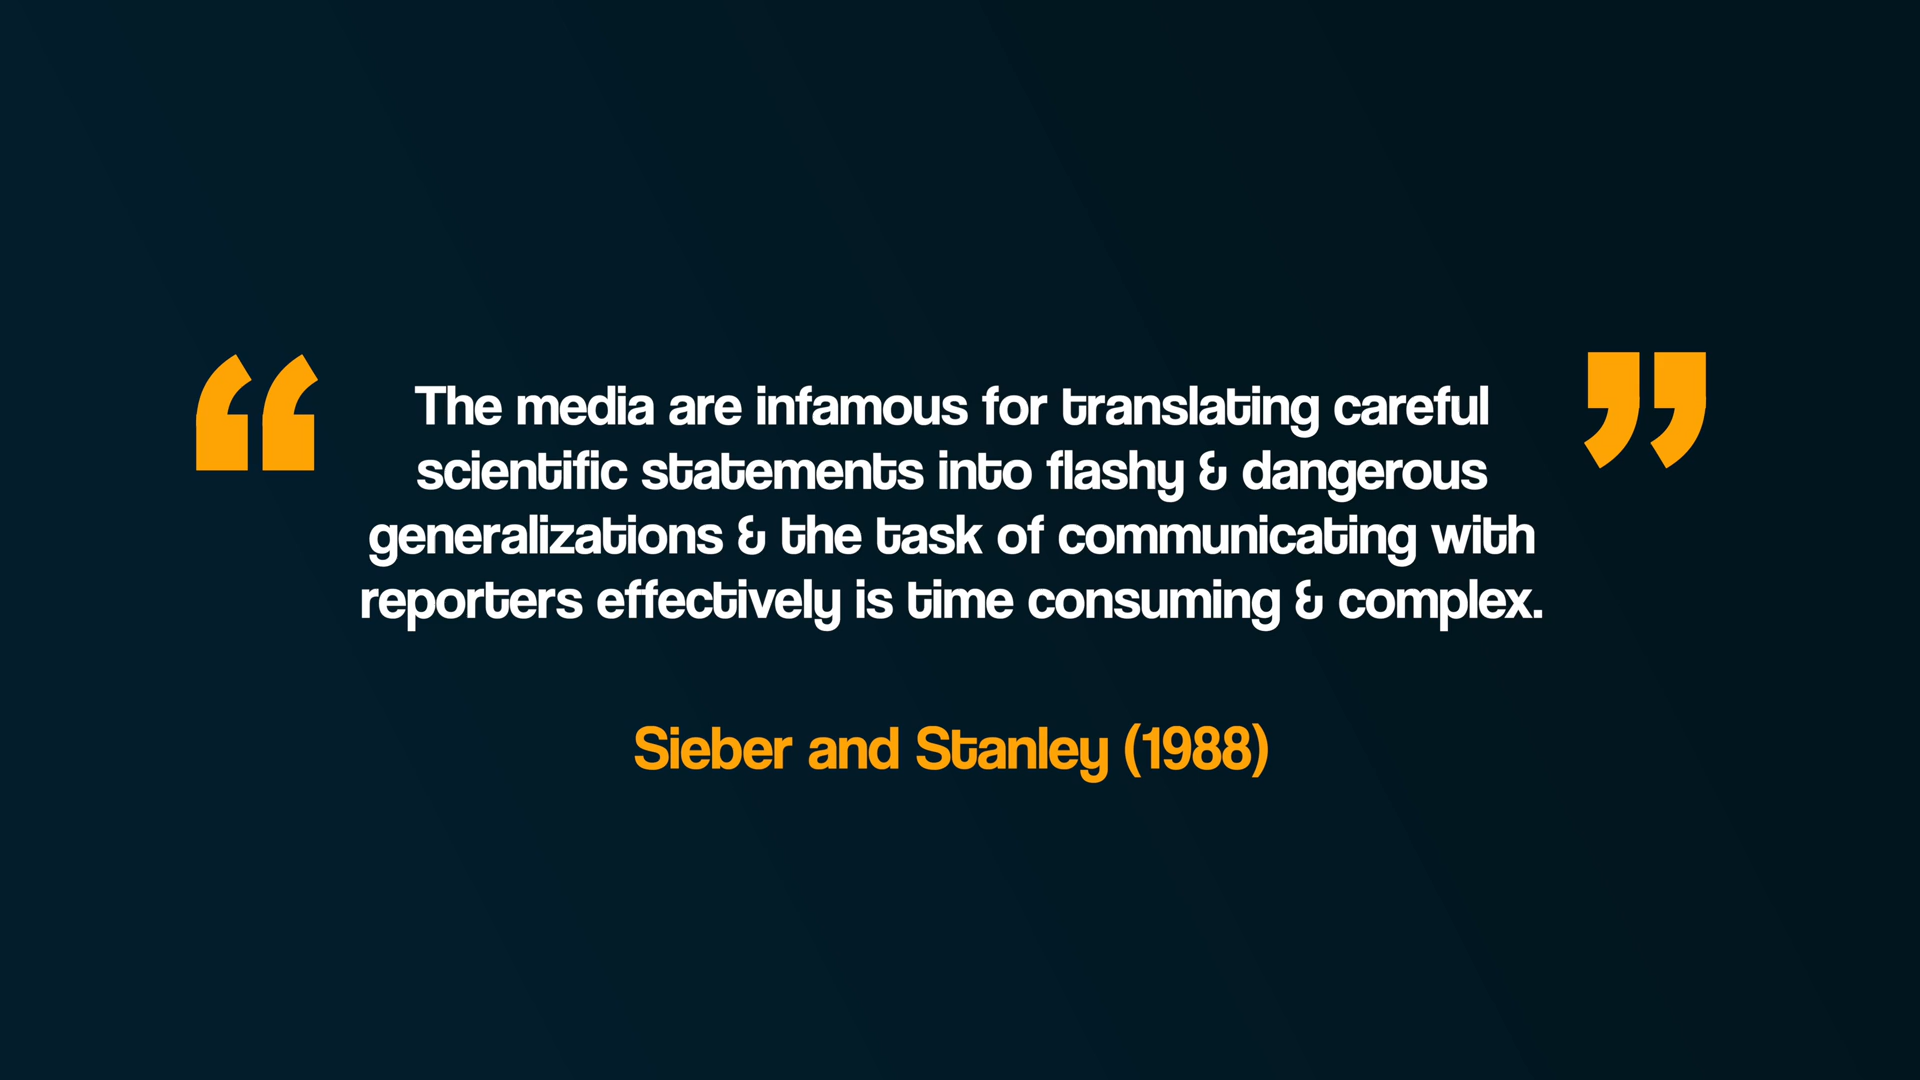 “The media are infamous for translating careful
scientific statements into flashy & dangerous
generalizations & the task of communicating with
reporters effectively is time consuming & complex.”
Sieber and Stanley (1988)